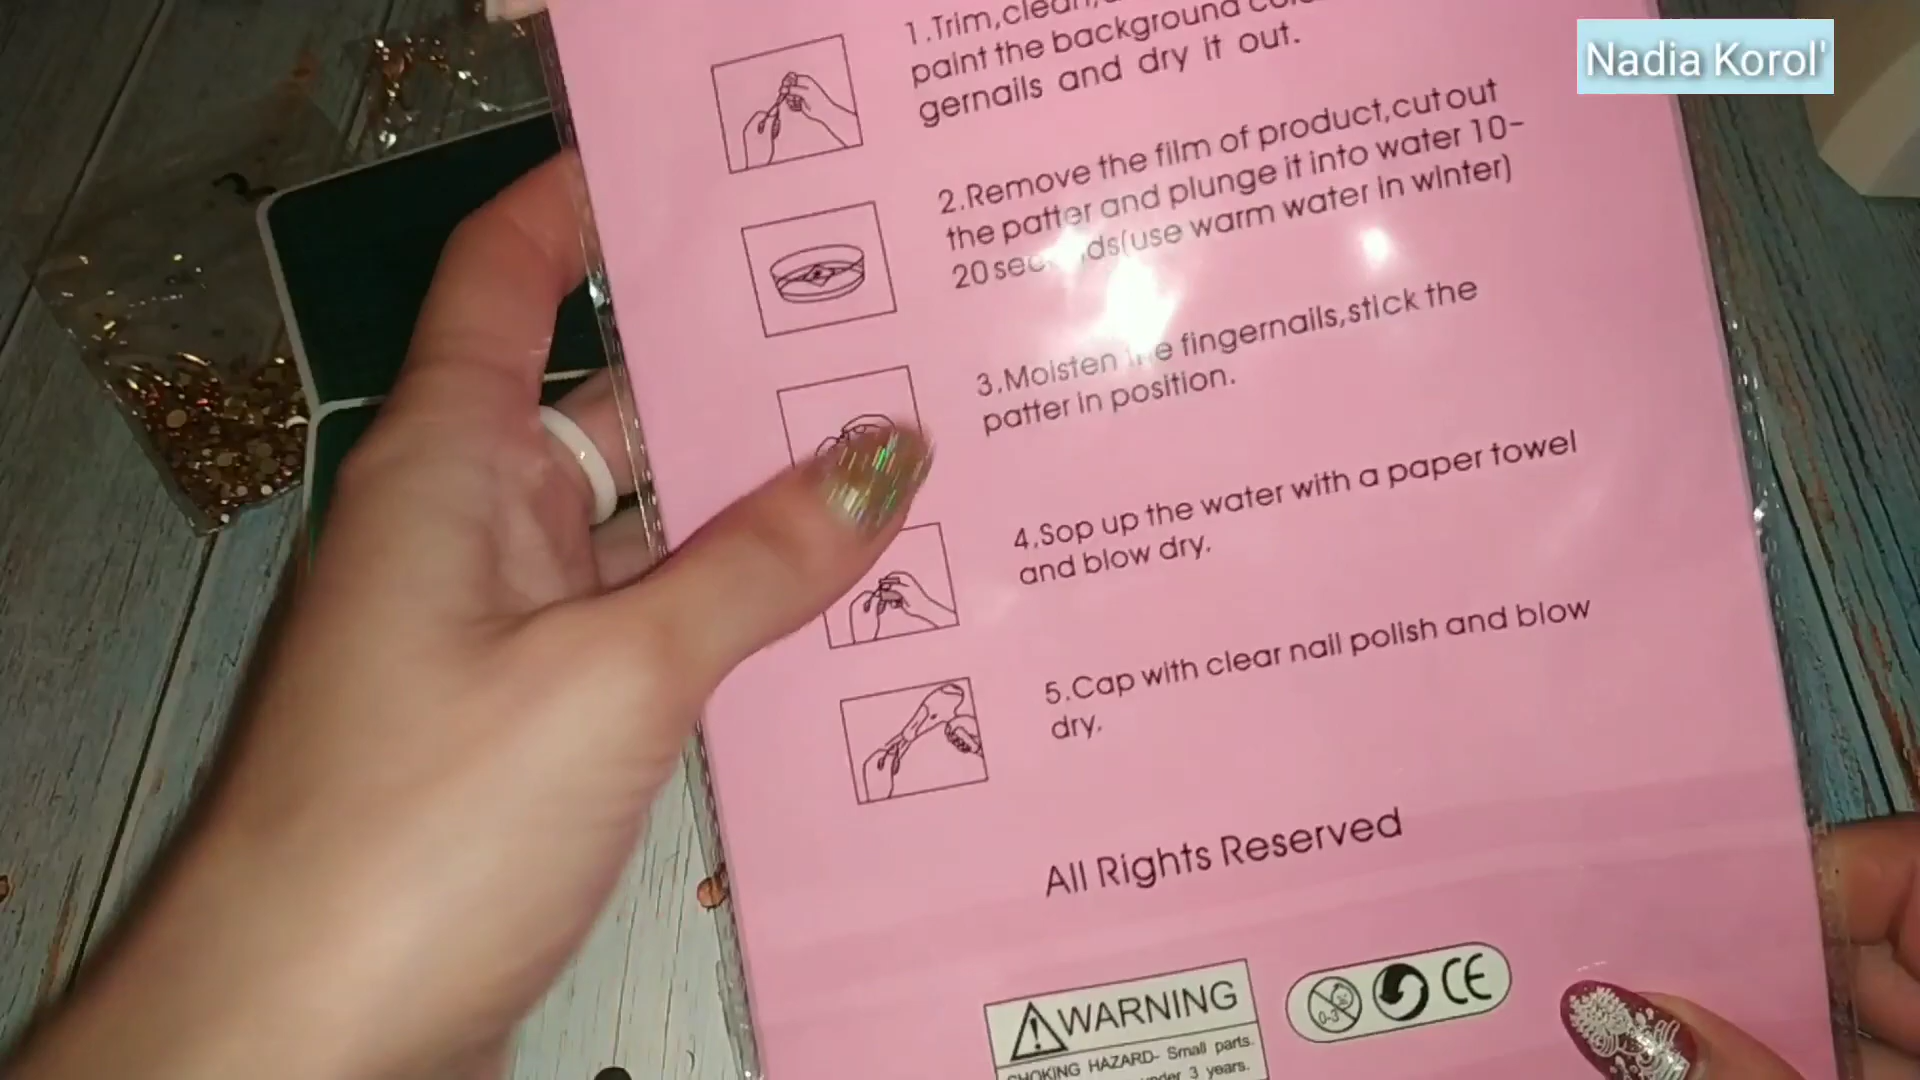 Nadia Korol'
1.Trim,clean,
paint the background
gernails and dry it out.
2.Remove the film of product,cut out
the patter and plunge it into water 10-
20 (use warm water in winter)
3.Moisten fingernails,stick the
patter in position.
4.Sop up the water with a paper towel
and blow dry.
5.Cap with clear nail polish and blow
dry.
All Rights Reserved
WARNING
CHOKING HAZARD- Small parts.
3 years.
0-3
CE